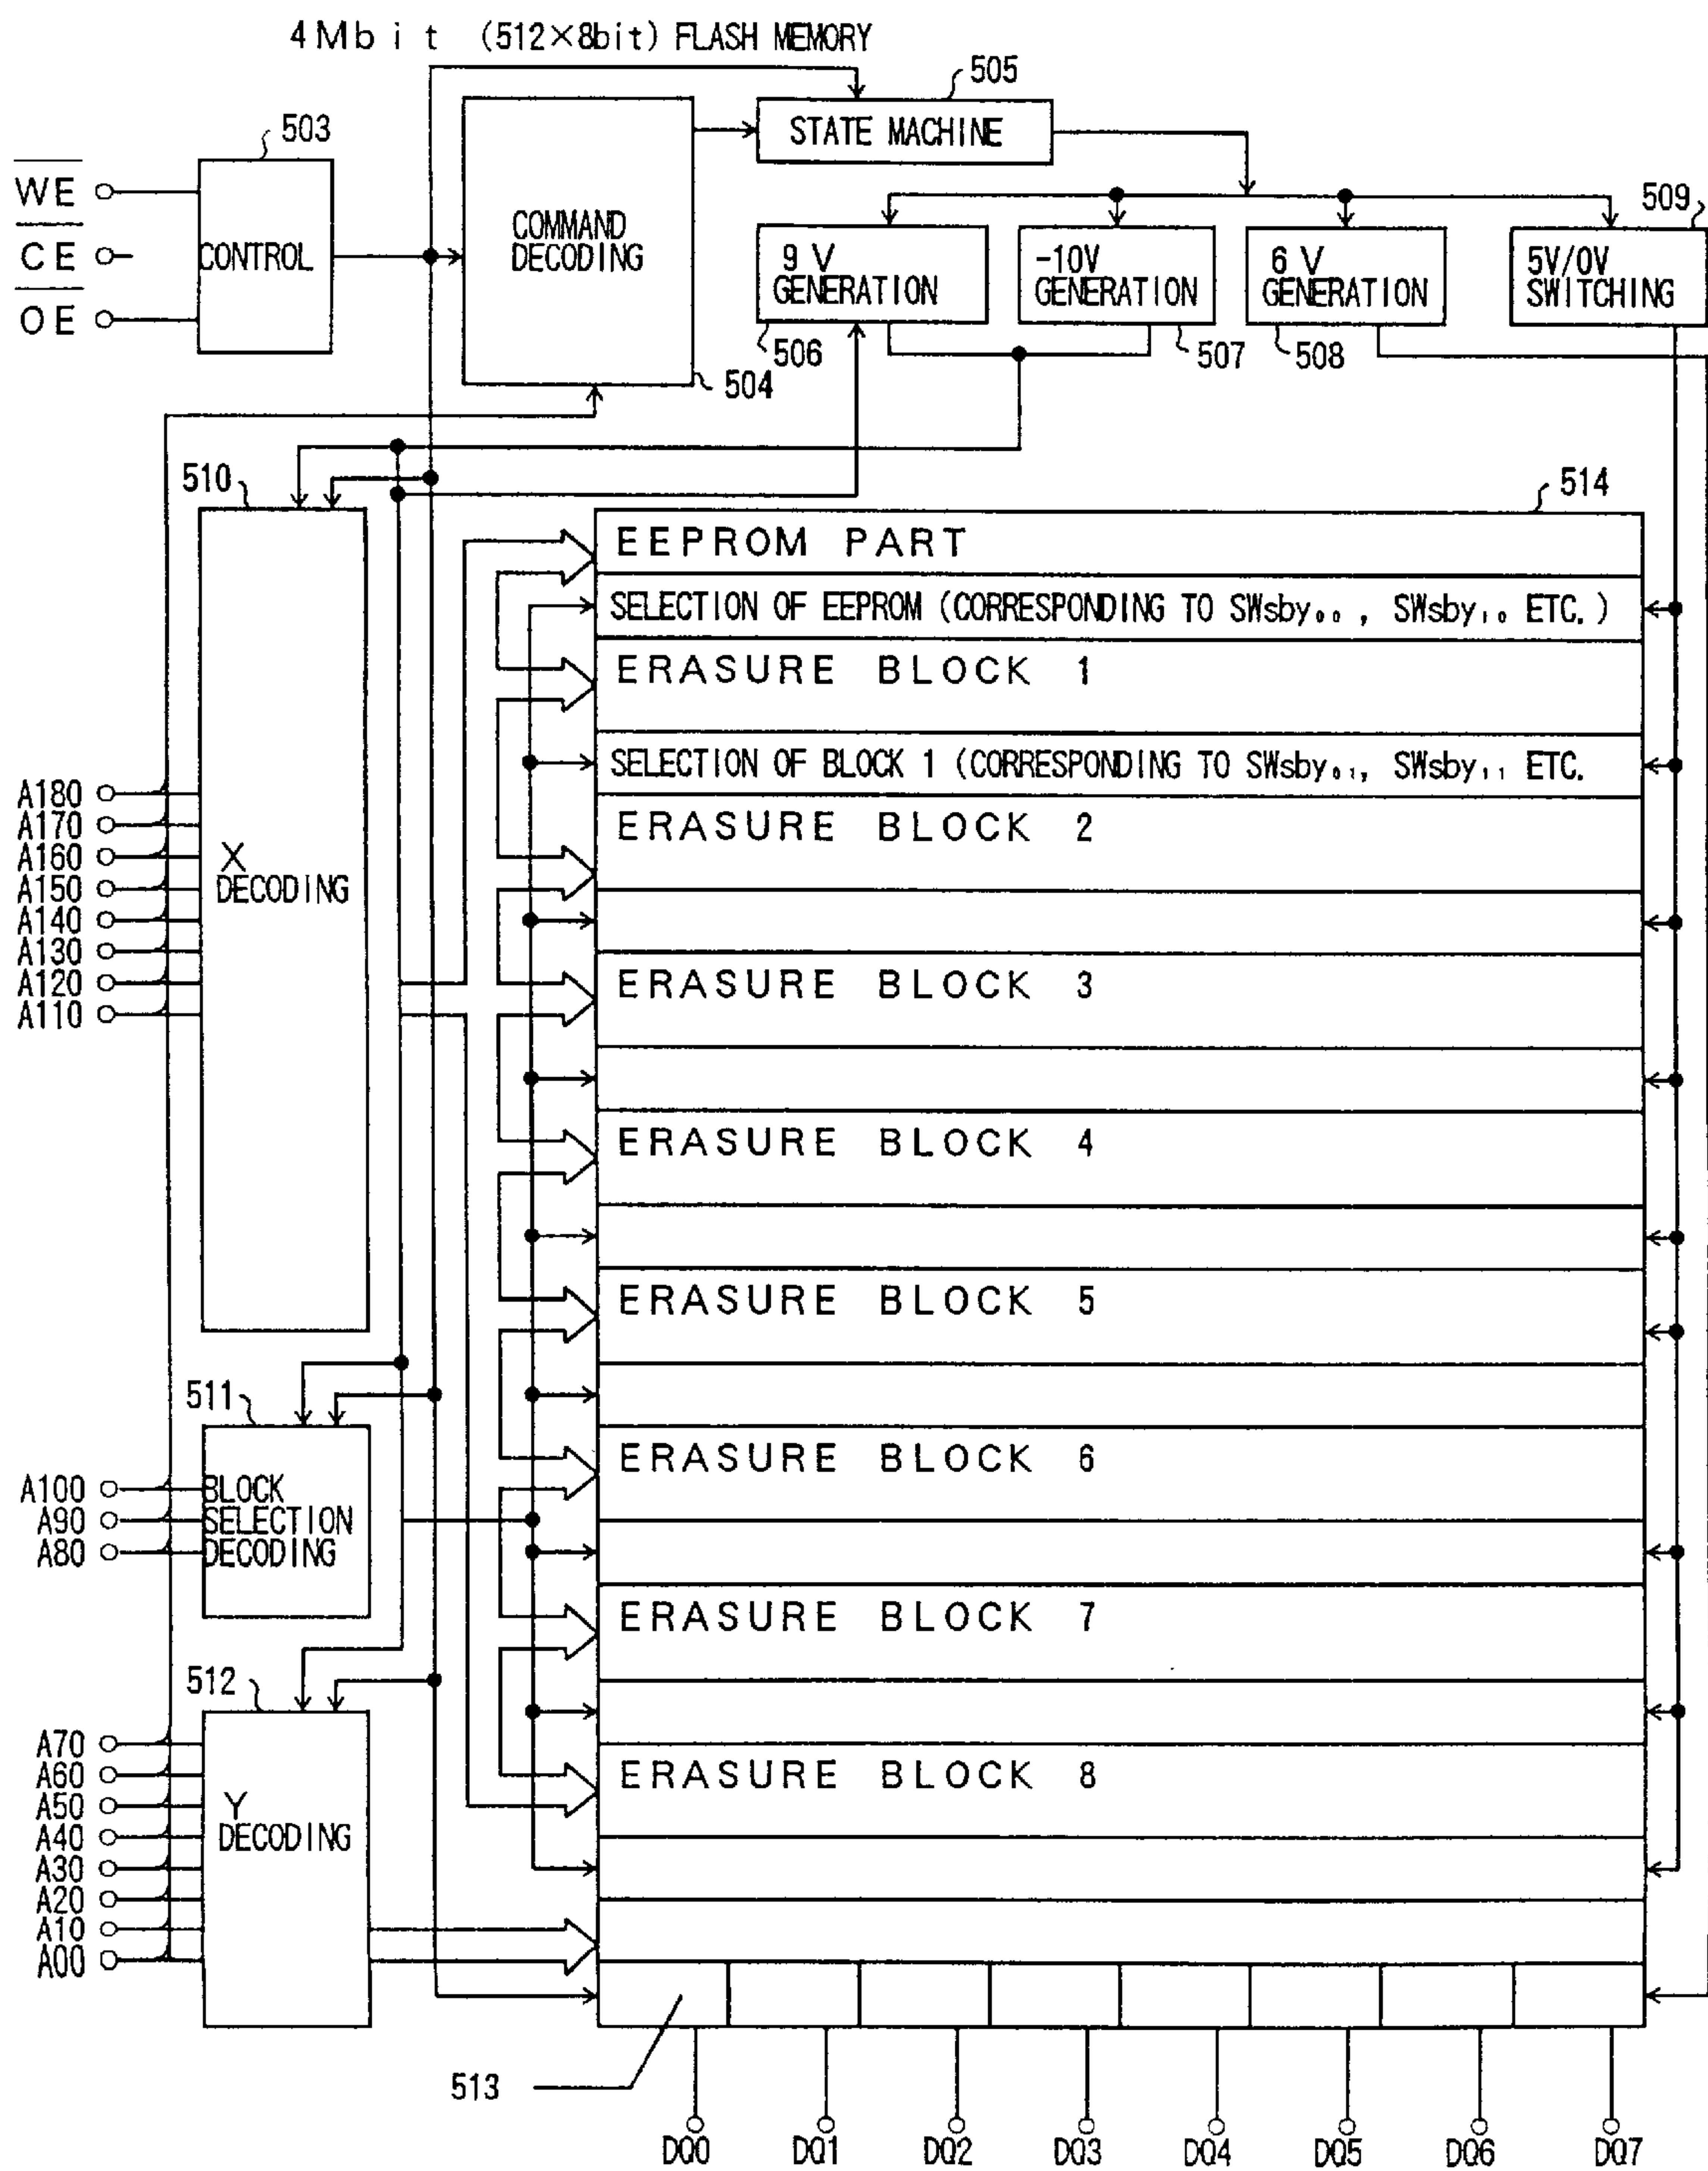 4Mbit (512×8bit) FLASH MEMORY
505
STATE MACHINE
503
WE
CE
OE
CONTROL
COMMAND
DECODING
504
509
9 V
GENERATION
506
-10V
GENERATION
507
6 V
GENERATION
508
5V/0V
SWITCHING
510
514
EEPROM PART
SELECTION OF EEPROM (CORRESPONDING TO SWsby₀₀, SWsby₁₀ ETC.)
ERASURE BLOCK 1
SELECTION OF BLOCK 1 (CORRESPONDING TO SWsby₀₁, SWsby₁₁ ETC.
ERASURE BLOCK 2
ERASURE BLOCK 3
ERASURE BLOCK 4
ERASURE BLOCK 5
ERASURE BLOCK 6
ERASURE BLOCK 7
ERASURE BLOCK 8
A180
A170
A160
A150
A140
A130
A120
A110
X
DECODING
511
A100
A90
A80
BLOCK
SELECTION
DECODING
512
A70
A60
A50
A40
A30
A20
A10
A00
Y
DECODING
513
DQ0
DQ1
DQ2
DQ3
DQ4
DQ5
DQ6
DQ7